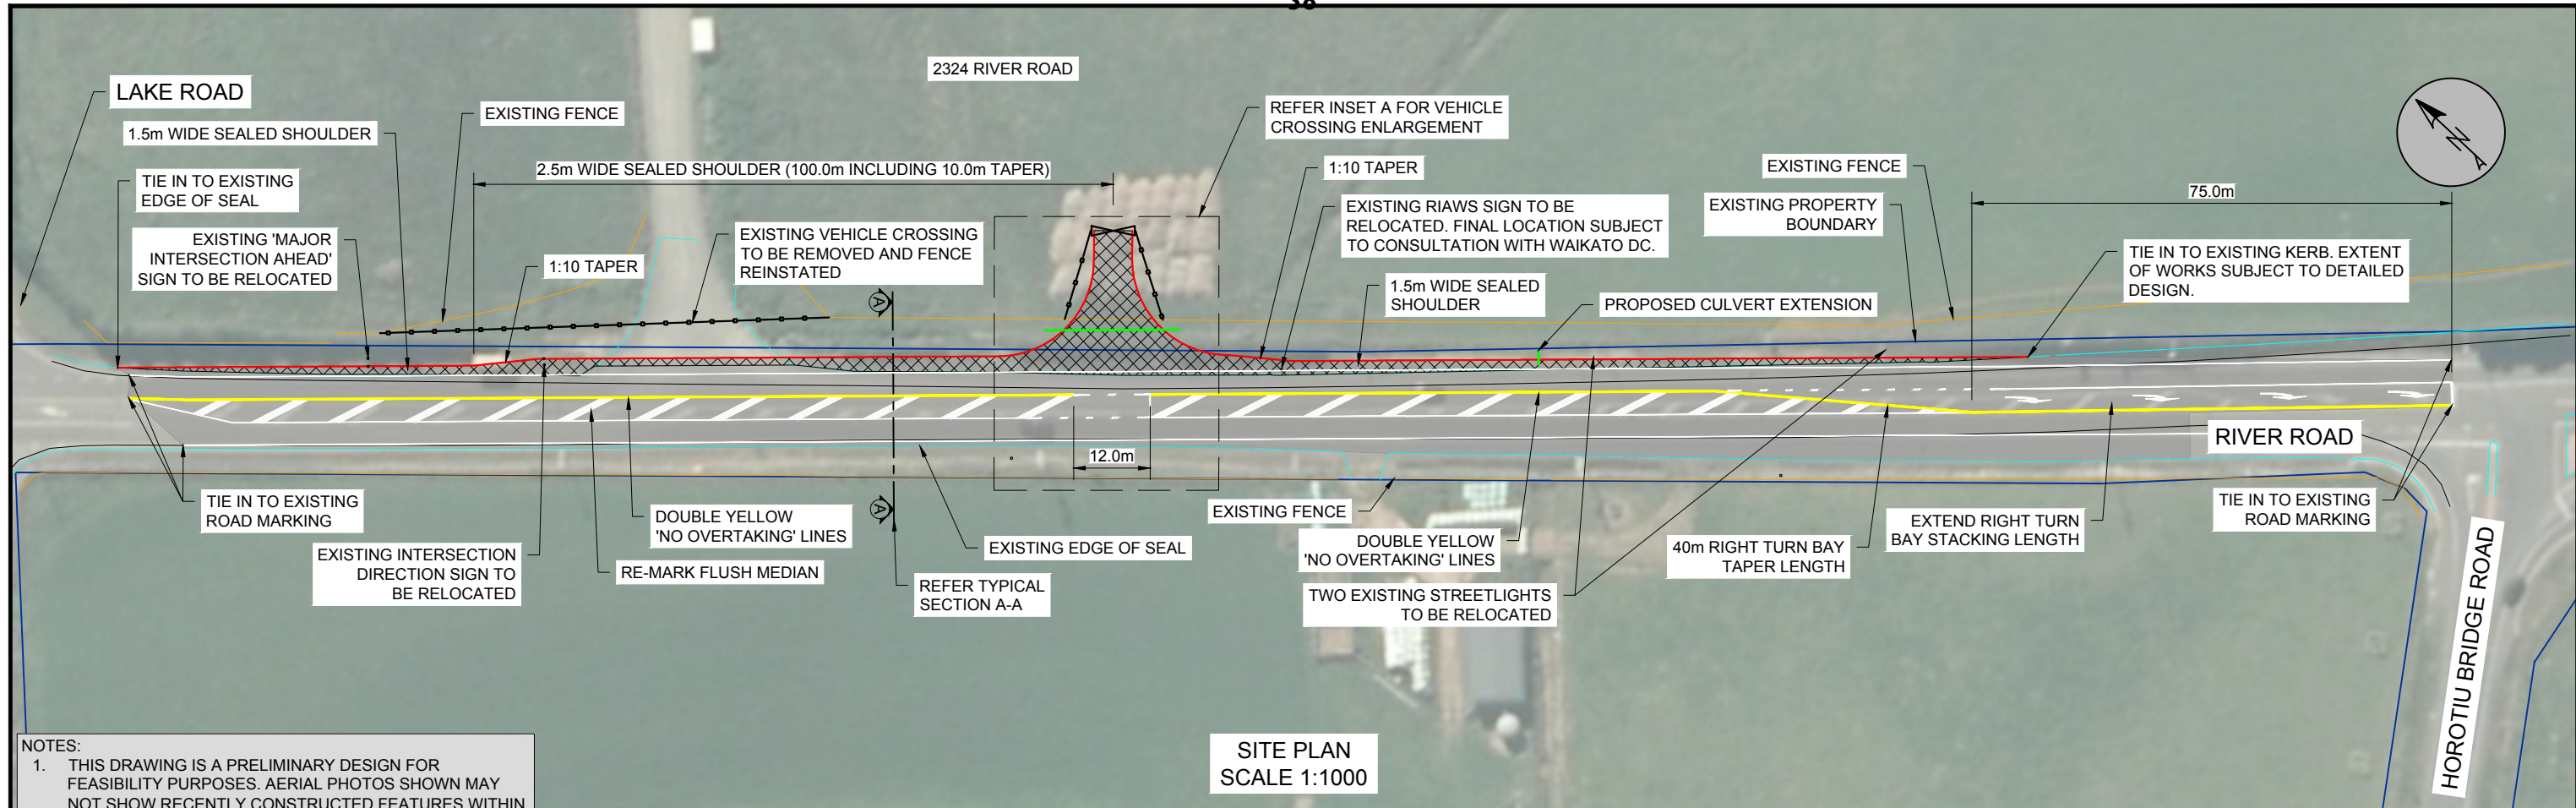 38
2324 RIVER ROAD
LAKE ROAD
EXISTING FENCE
1.5m WIDE SEALED SHOULDER
REFER INSET A FOR VEHICLE
CROSSING ENLARGEMENT
2.5m WIDE SEALED SHOULDER (100.0m INCLUDING 10.0m TAPER)
1:10 TAPER
EXISTING FENCE
N
TIE IN TO EXISTING
EDGE OF SEAL
75.0m
EXISTING RIAWS SIGN TO BE
RELOCATED. FINAL LOCATION SUBJECT
TO CONSULTATION WITH WAIKATO DC.
EXISTING PROPERTY
BOUNDARY
EXISTING 'MAJOR
INTERSECTION AHEAD'
SIGN TO BE RELOCATED
1:10 TAPER
EXISTING VEHICLE CROSSING
TO BE REMOVED AND FENCE
REINSTATED
TIE IN TO EXISTING KERB. EXTENT
OF WORKS SUBJECT TO DETAILED
DESIGN.
1.5m WIDE SEALED
SHOULDER
PROPOSED CULVERT EXTENSION
A
RIVER ROAD
12.0m
TIE IN TO EXISTING
ROAD MARKING
DOUBLE YELLOW
'NO OVERTAKING' LINES
A
EXISTING FENCE
TIE IN TO EXISTING
ROAD MARKING
EXISTING INTERSECTION
DIRECTION SIGN TO
BE RELOCATED
RE-MARK FLUSH MEDIAN
EXISTING EDGE OF SEAL
DOUBLE YELLOW
'NO OVERTAKING' LINES
40m RIGHT TURN BAY
TAPER LENGTH
EXTEND RIGHT TURN
BAY STACKING LENGTH
REFER TYPICAL
SECTION A-A
TWO EXISTING STREETLIGHTS
TO BE RELOCATED
HOROTIU BRIDGE ROAD
SITE PLAN
SCALE 1:1000
NOTES:
1. THIS DRAWING IS A PRELIMINARY DESIGN FOR
FEASIBILITY PURPOSES. AERIAL PHOTOS SHOWN MAY
NOT SHOW RECENTLY CONSTRUCTED FEATURES WITHIN